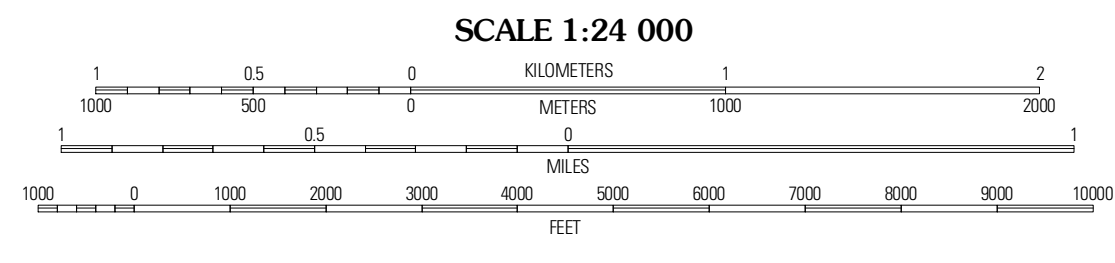 SCALE 1:24 000
1 0.5 0 KILOMETERS 1 2
1000 500 0 METERS 1000 2000
1 0.5 0 1
MILES
1000 0 1000 2000 3000 4000 5000 6000 7000 8000 9000 10000
FEET